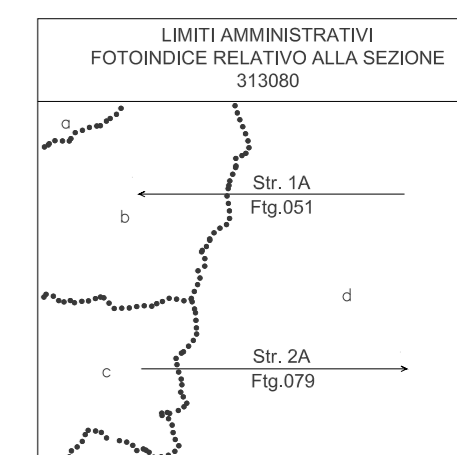 LIMITI AMMINISTRATIVI
FOTOINDICE RELATIVO ALLA SEZIONE
313080
a
Str. 1A
Ftg.051
b
d
Str. 2A
c
Ftg.079